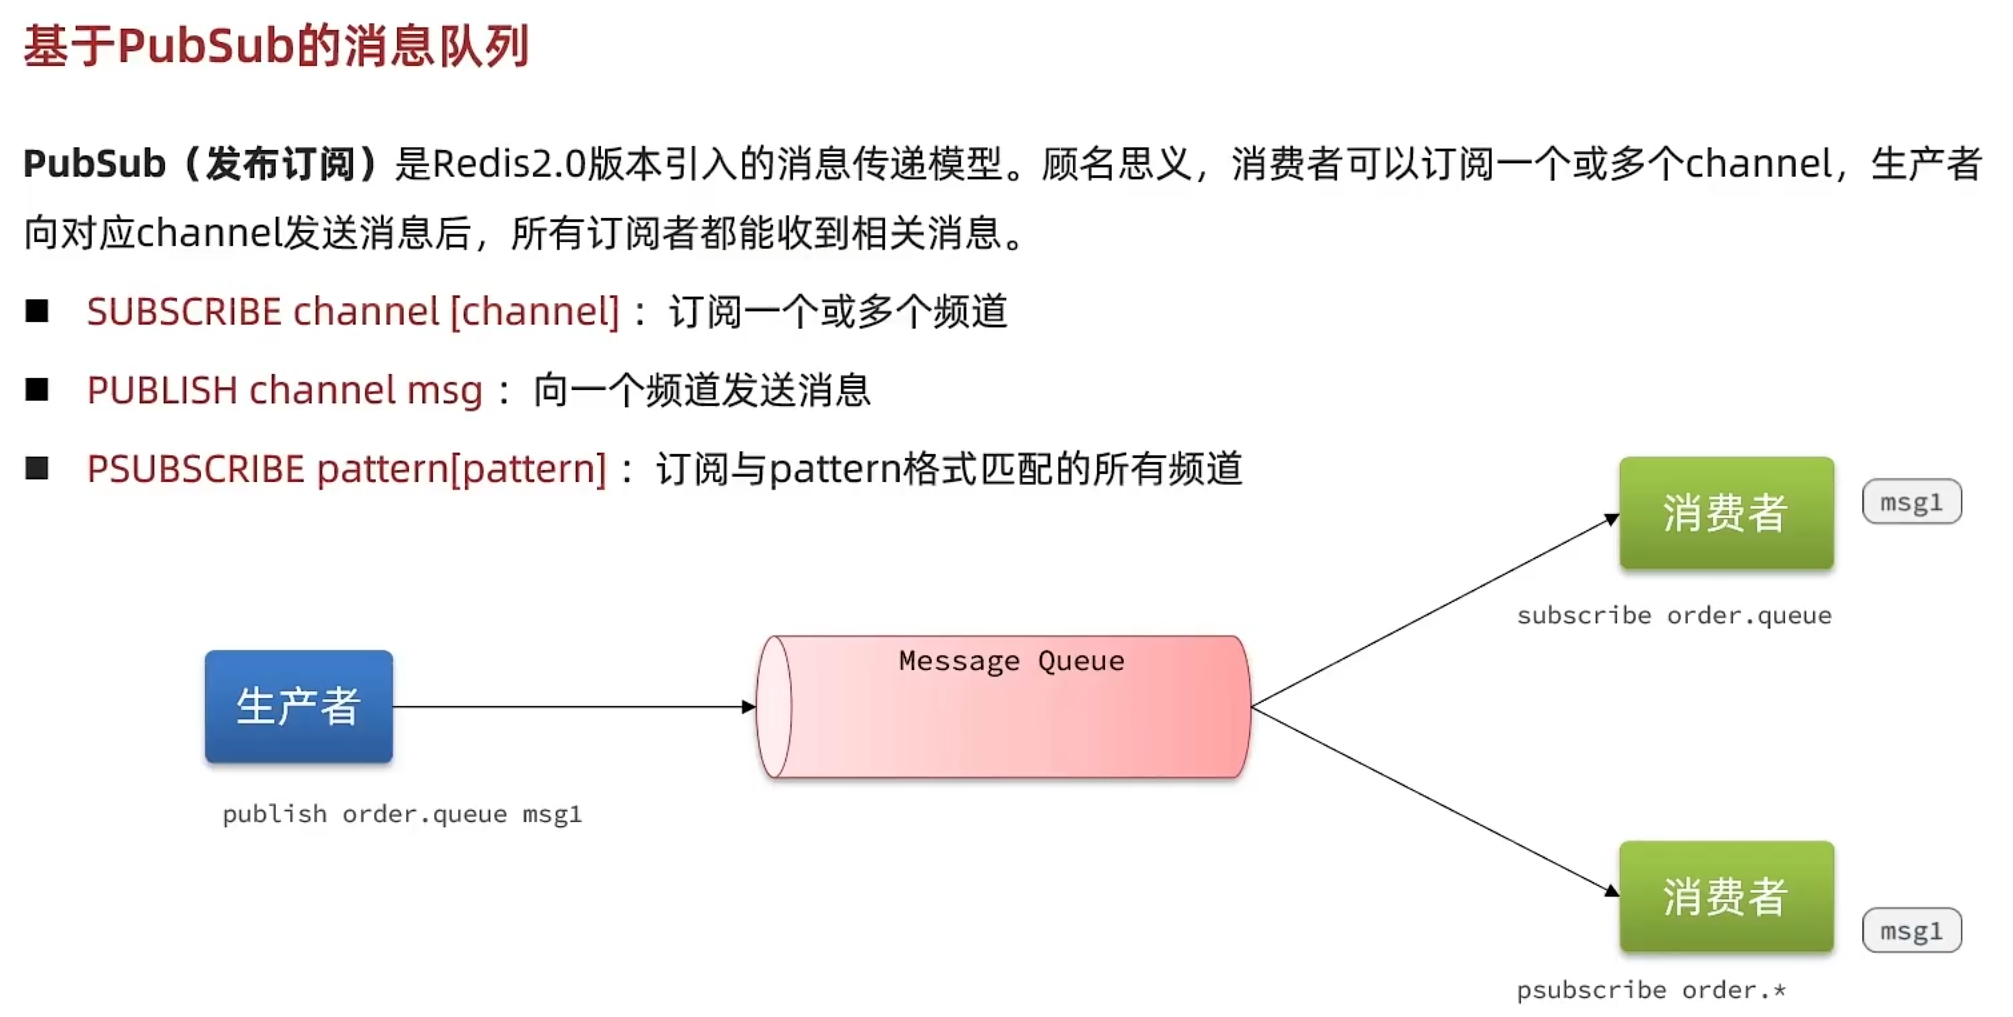 基于PubSub的消息队列
PubSub（发布订阅）是Redis2.0版本引入的消息传递模型。顾名思义，消费者可以订阅一个或多个channel，生产者
向对应channel发送消息后，所有订阅者都能收到相关消息。
SUBSCRIBE channel [channel]：订阅一个或多个频道
PUBLISH channel msg：向一个频道发送消息
PSUBSCRIBE pattern[pattern]：订阅与pattern格式匹配的所有频道
消费者
msg1
subscribe order.queue
Message Queue
生产者
publish order.queue msg1
消费者
msg1
psubscribe order.*